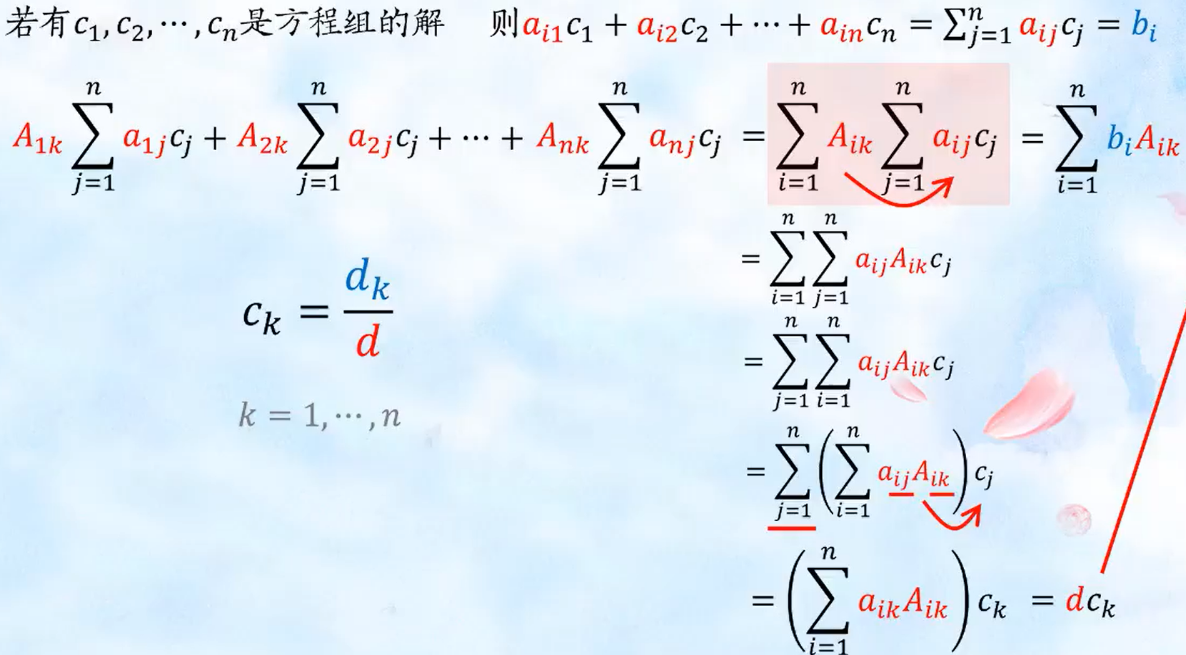 若有c₁, c₂, ⋯, cₙ是方程组的解 则aᵢ₁c₁ + aᵢ₂c₂ + ⋯ + aᵢₙcₙ = ∑ⁿⱼ₌₁ aᵢⱼcⱼ = bᵢ
A₁ₖ ∑ⁿⱼ₌₁ a₁ⱼcⱼ + A₂ₖ ∑ⁿⱼ₌₁ a₂ⱼcⱼ + ⋯ + Aₙₖ ∑ⁿⱼ₌₁ aₙⱼcⱼ = ∑ⁿᵢ₌₁ Aᵢₖ ∑ⁿⱼ₌₁ aᵢⱼcⱼ = ∑ⁿᵢ₌₁ bᵢAᵢₖ
= ∑ⁿᵢ₌₁ ∑ⁿⱼ₌₁ aᵢⱼAᵢₖcⱼ
cₖ = dₖ/d
= ∑ⁿⱼ₌₁ ∑ⁿᵢ₌₁ aᵢⱼAᵢₖcⱼ
k = 1, ⋯, n
= ∑ⁿⱼ₌₁ (∑ⁿᵢ₌₁ aᵢⱼAᵢₖ) cⱼ
= (∑ⁿᵢ₌₁ aᵢₖAᵢₖ) cₖ = dcₖ